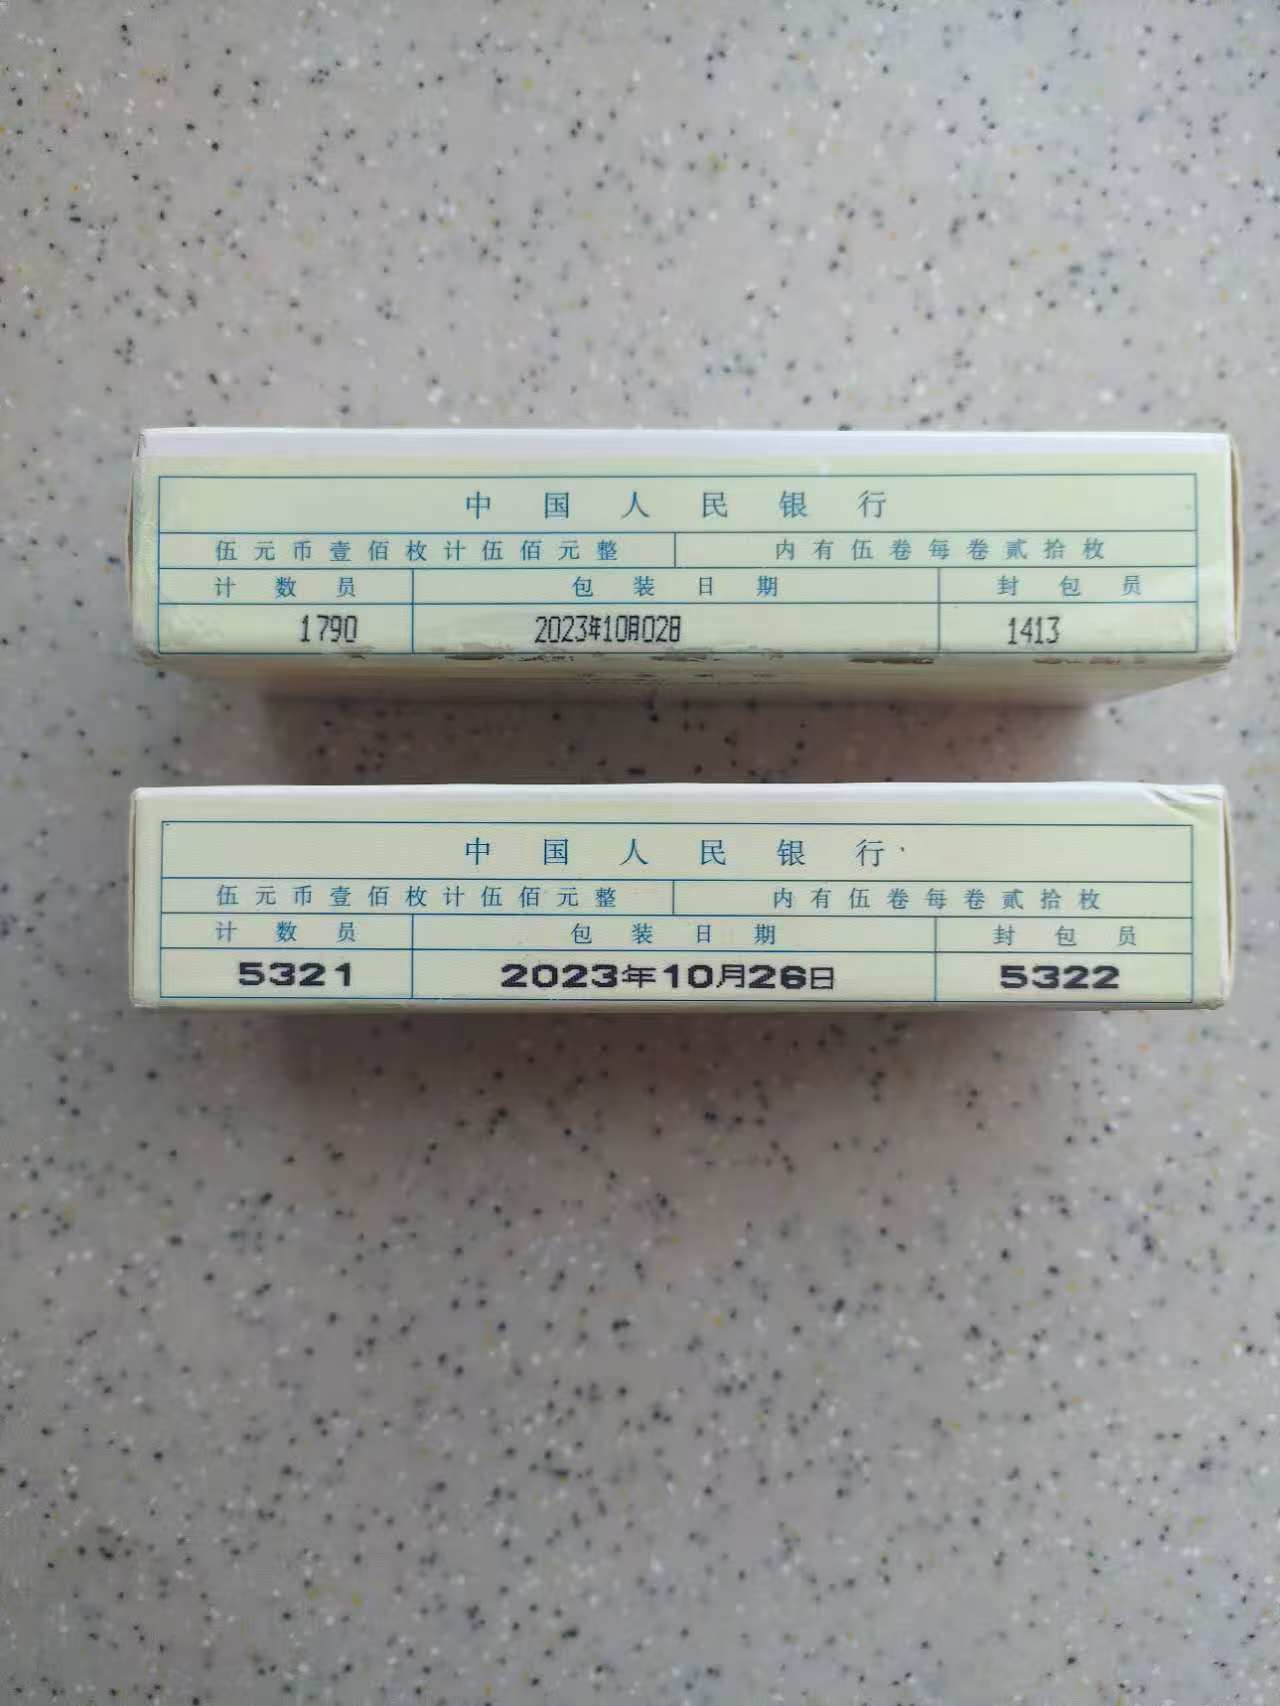 中国人民银行
伍元币壹佰枚计伍佰元整 内有伍卷每卷贰拾枚
计数员 包装日期 封包员
1790 2023年10月02日 1413
中国人民银行
伍元币壹佰枚计伍佰元整 内有伍卷每卷贰拾枚
计数员 包装日期 封包员
5321 2023年10月26日 5322